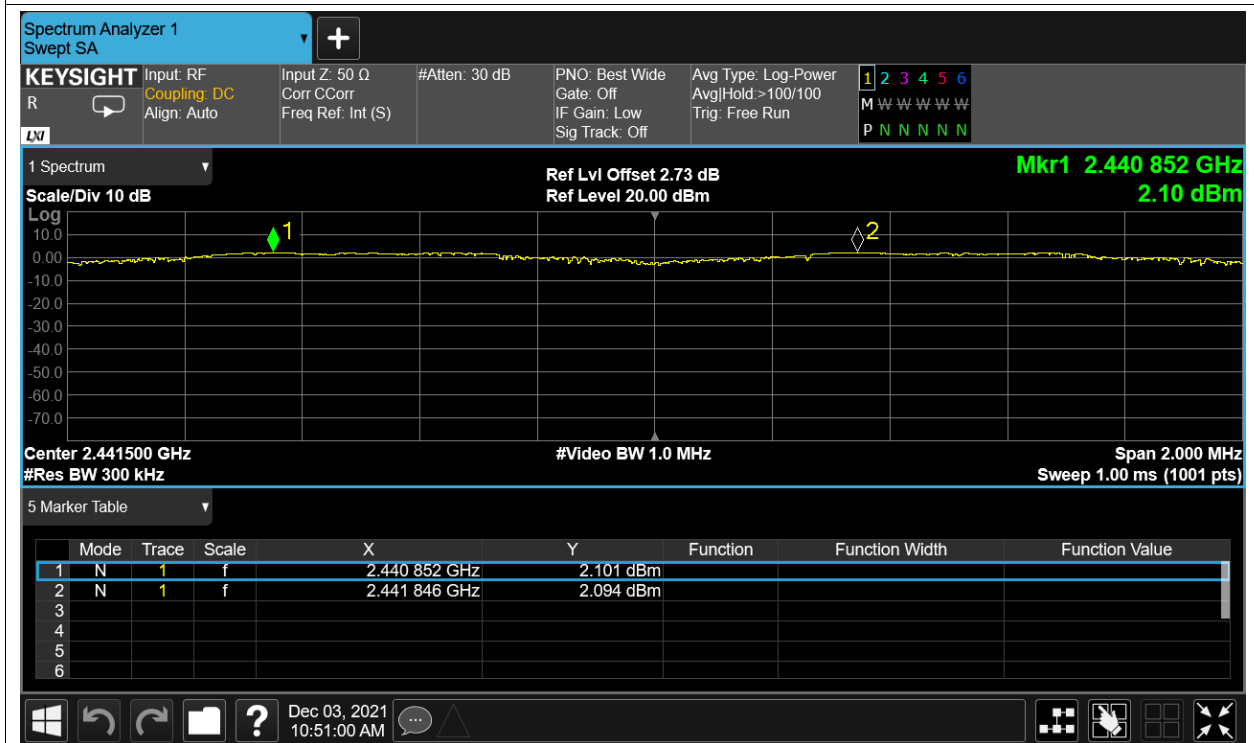 Spectrum Analyzer 1
Swept SA
KEYSIGHT
R
LXI
Input: RF
Coupling: DC
Align: Auto
Input Z: 50 Ω
Corr CCorr
Freq Ref: Int (S)
#Atten: 30 dB
PNO: Best Wide
Gate: Off
IF Gain: Low
Sig Track: Off
Avg Type: Log-Power
Avg|Hold:>100/100
Trig: Free Run
1 2 3 4 5 6
M W W W W W
P N N N N N
1 Spectrum
Scale/Div 10 dB
Ref Lvl Offset 2.73 dB
Ref Level 20.00 dBm
Mkr1 2.440 852 GHz
2.10 dBm
Log
1
2
10.0
0.00
-10.0
-20.0
-30.0
-40.0
-50.0
-60.0
-70.0
Center 2.441500 GHz
#Video BW 1.0 MHz
Span 2.000 MHz
#Res BW 300 kHz
Sweep 1.00 ms (1001 pts)
5 Marker Table
Mode Trace Scale X Y Function Function Width Function Value
1 N 1 f 2.440 852 GHz 2.101 dBm
2 N 1 f 2.441 846 GHz 2.094 dBm
3
4
5
6
?
Dec 03, 2021
10:51:00 AM